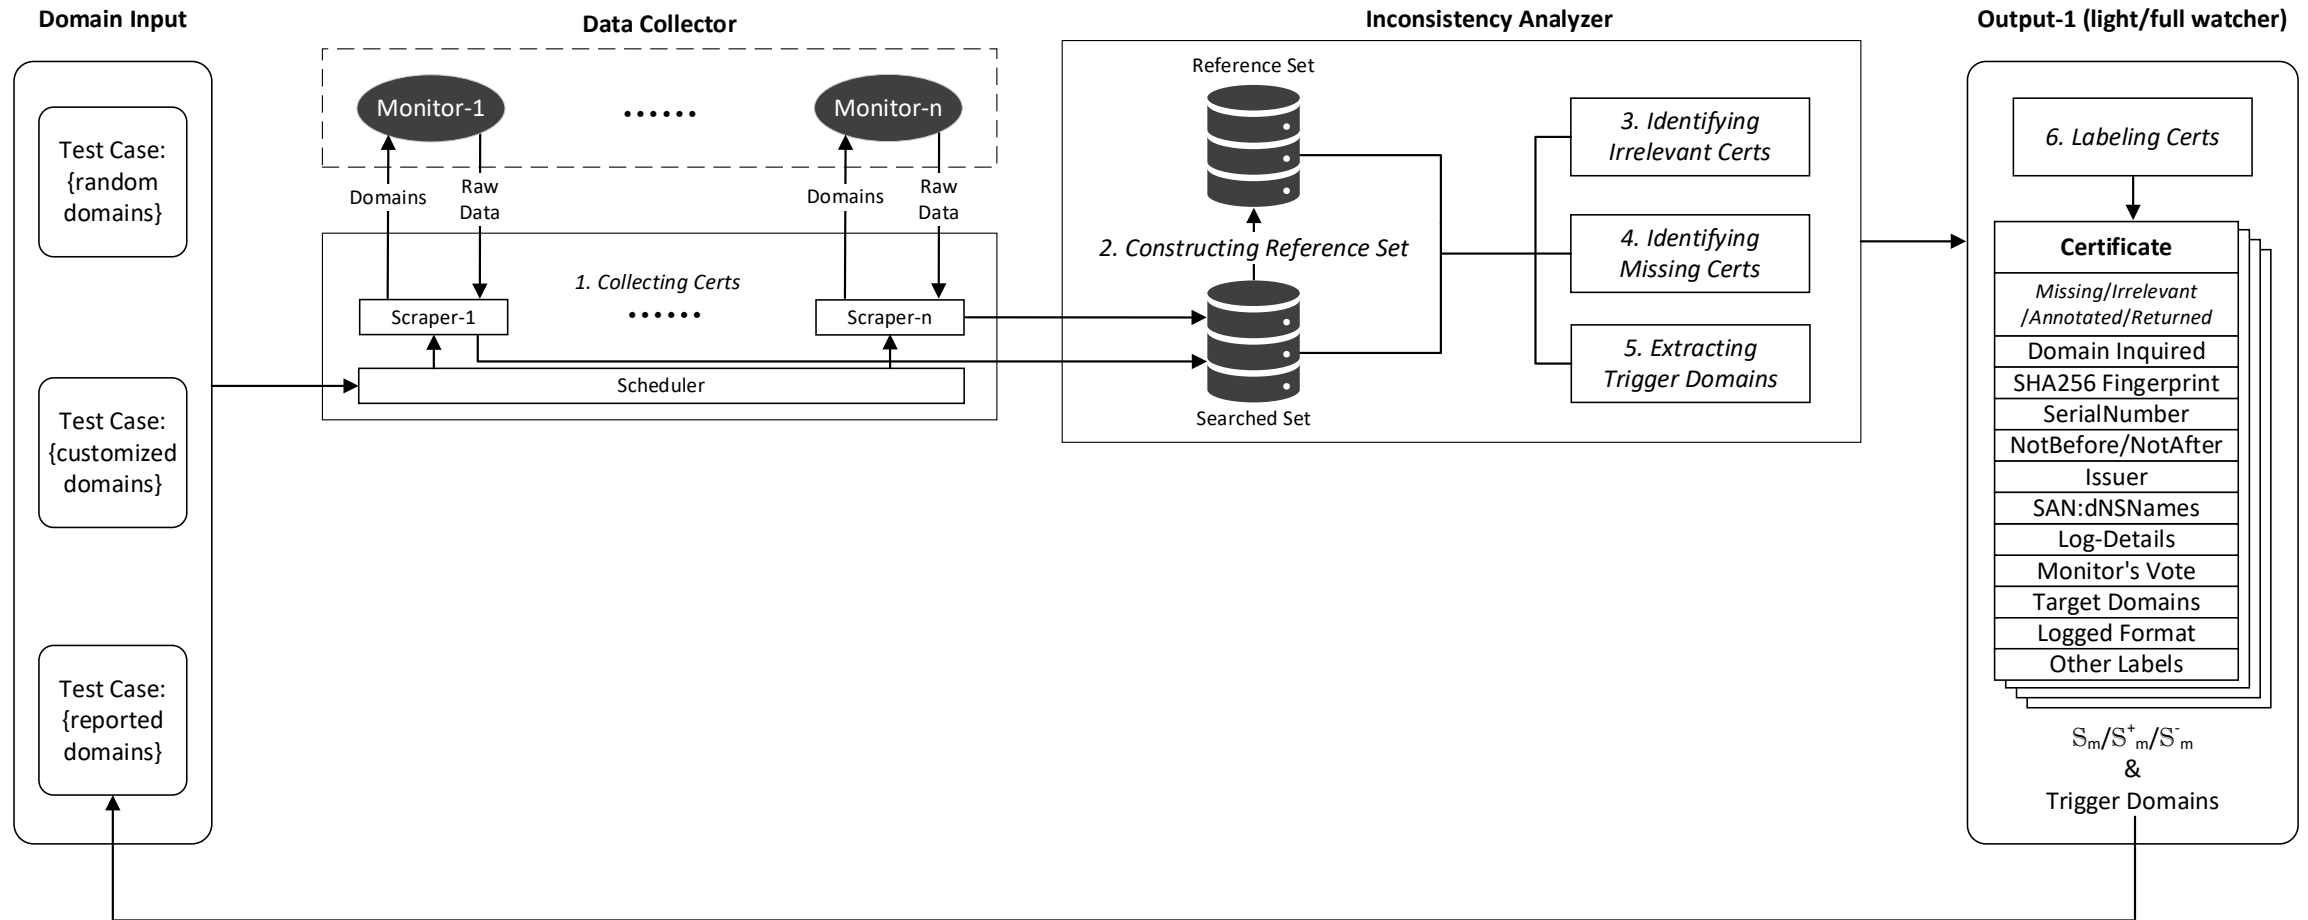 Domain Input
Test Case:
{random
domains}
Test Case:
{customized
domains}
Test Case:
{reported
domains}
Data Collector
Monitor-1
......
Monitor-n
Domains
Raw
Data
Domains
Raw
Data
1. Collecting Certs
......
Scraper-1
Scraper-n
Scheduler
Inconsistency Analyzer
Reference Set
2. Constructing Reference Set
Searched Set
3. Identifying
Irrelevant Certs
4. Identifying
Missing Certs
5. Extracting
Trigger Domains
Output-1 (light/full watcher)
6. Labeling Certs
Certificate
Missing/Irrelevant
/Annotated/Returned
Domain Inquired
SHA256 Fingerprint
SerialNumber
NotBefore/NotAfter
Issuer
SAN:dNSNames
Log-Details
Monitor's Vote
Target Domains
Logged Format
Other Labels
Sₘ/S⁺ₘ/S⁻ₘ
&
Trigger Domains